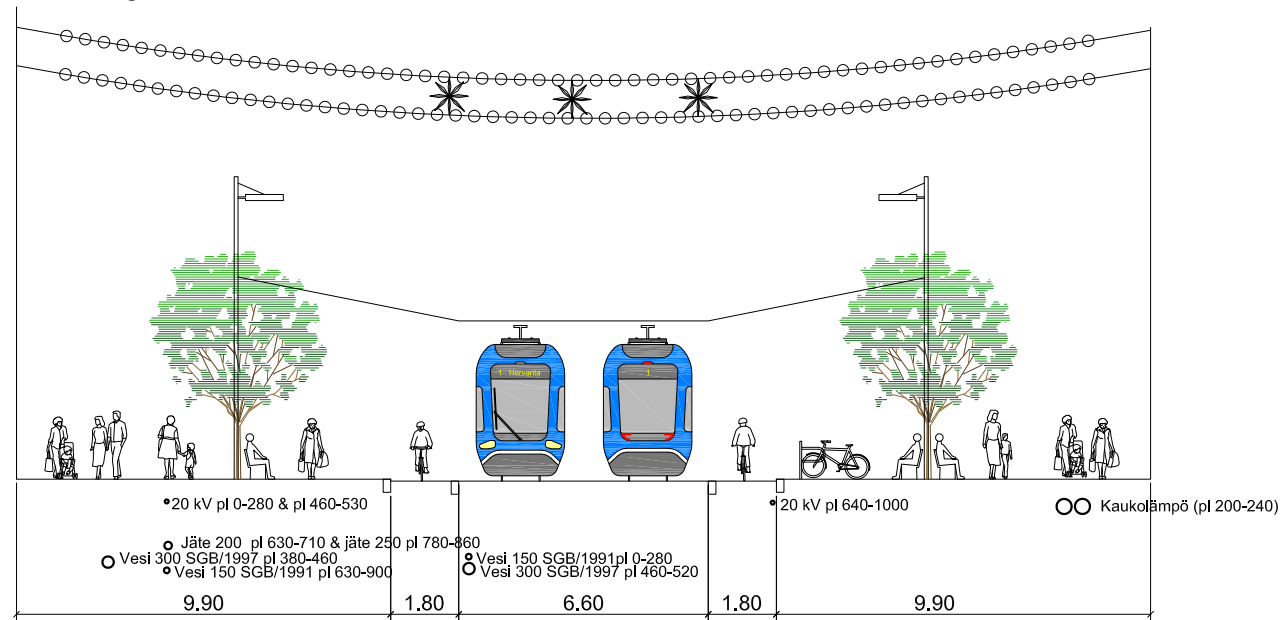 1 Hervanta
1
20 kV pl 0-280 & pl 460-530
20 kV pl 640-1000
Kaukolämpö (pl 200-240)
Jäte 200 pl 630-710 & jäte 250 pl 780-860
Vesi 300 SGB/1997 pl 380-460
Vesi 150 SGB/1991 pl 630-900
Vesi 150 SGB/1991pl 0-280
Vesi 300 SGB/1997 pl 460-520
9.90
1.80
6.60
1.80
9.90